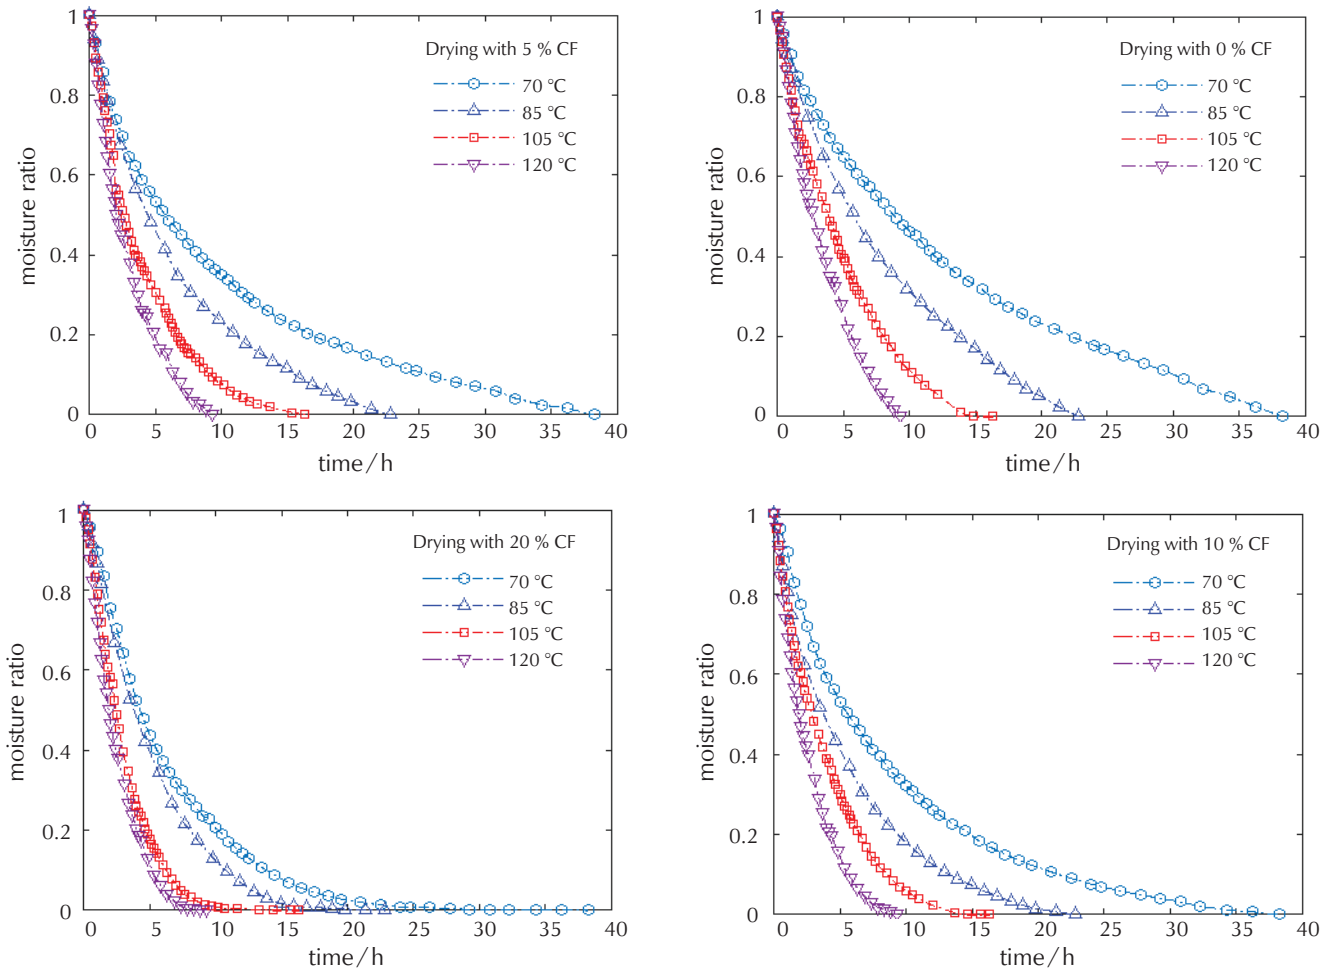 Drying with 5 % CF
70 °C
85 °C
105 °C
120 °C
moisture ratio
1
0.8
0.6
0.4
0.2
0
0 5 10 15 20 25 30 35 40
time/h
Drying with 0 % CF
70 °C
85 °C
105 °C
120 °C
moisture ratio
1
0.8
0.6
0.4
0.2
0
0 5 10 15 20 25 30 35 40
time/h
Drying with 20 % CF
70 °C
85 °C
105 °C
120 °C
moisture ratio
1
0.8
0.6
0.4
0.2
0
0 5 10 15 20 25 30 35 40
time/h
Drying with 10 % CF
70 °C
85 °C
105 °C
120 °C
moisture ratio
1
0.8
0.6
0.4
0.2
0
0 5 10 15 20 25 30 35 40
time/h